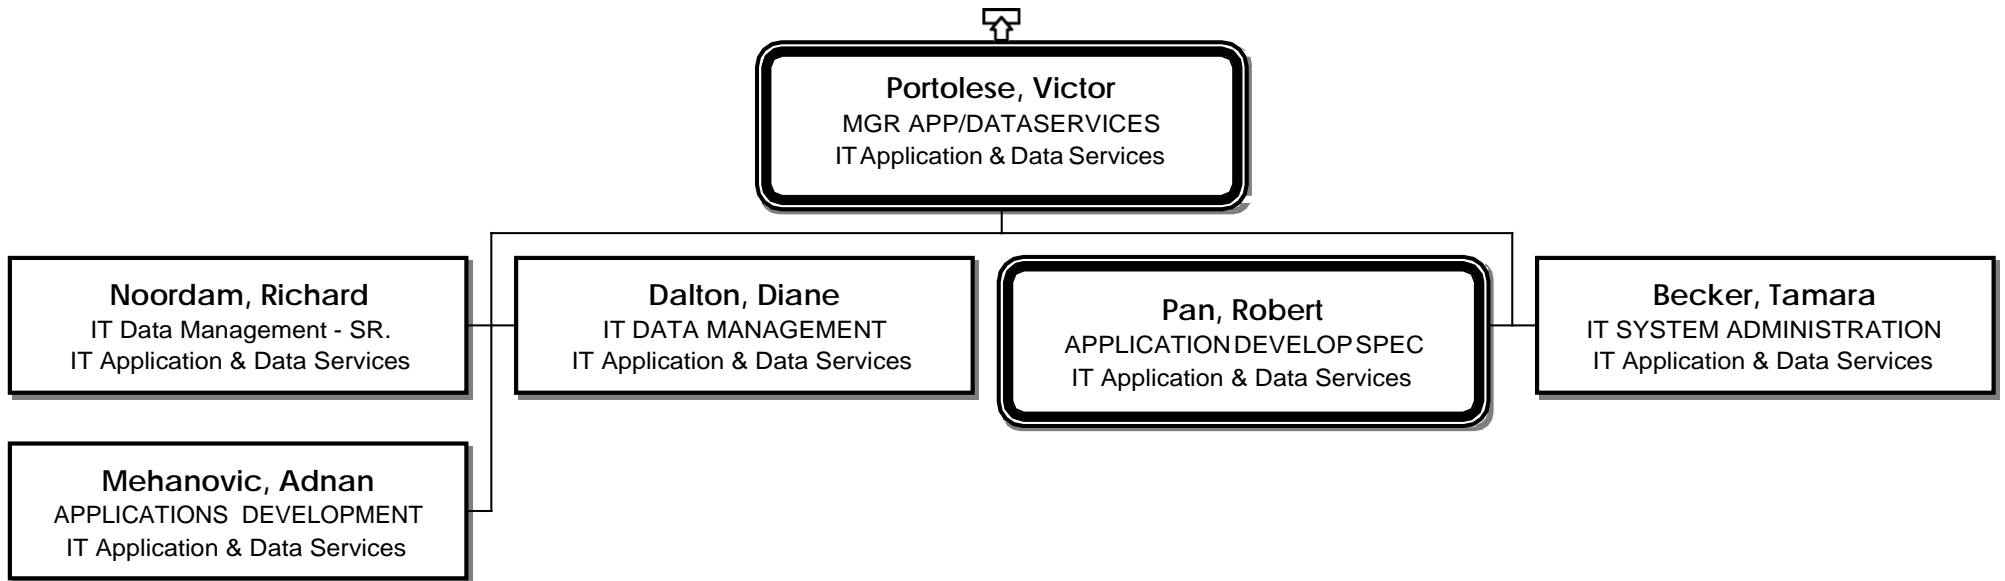 Portolese, Victor
MGR APP/DATASERVICES
IT Application & Data Services
Noordam, Richard
IT Data Management - SR.
IT Application & Data Services
Dalton, Diane
IT DATA MANAGEMENT
IT Application & Data Services
Pan, Robert
APPLICATION DEVELOP SPEC
IT Application & Data Services
Becker, Tamara
IT SYSTEM ADMINISTRATION
IT Application & Data Services
Mehanovic, Adnan
APPLICATIONS DEVELOPMENT
IT Application & Data Services